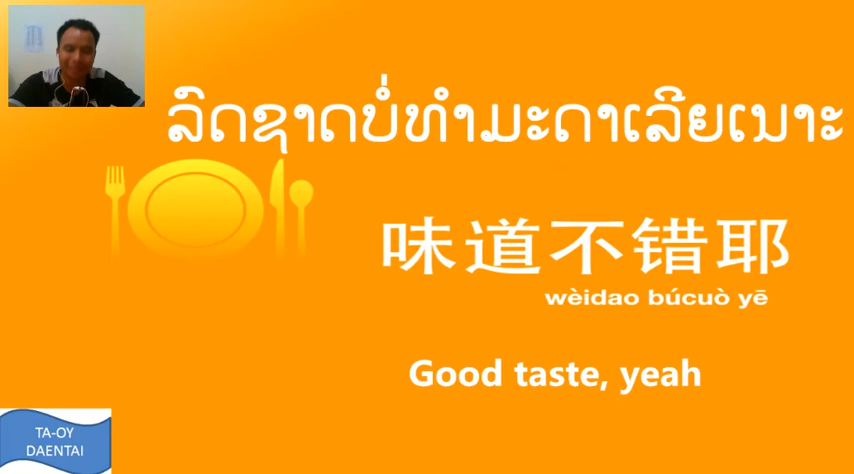 ລົດຊາດບໍ່ທຳມະດາເລີຍເນາະ
味道不错耶
wèidao búcuò yē
Good taste, yeah
TA-OY
DAENTAI